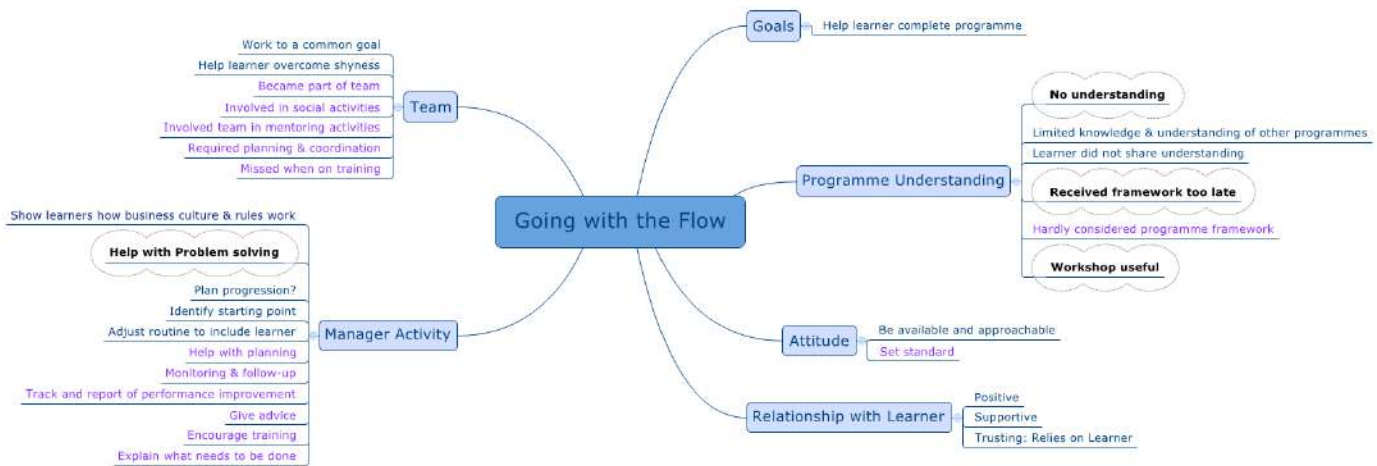 Going with the Flow
Goals
Help learner complete programme
Programme Understanding
No understanding
Limited knowledge & understanding of other programmes
Learner did not share understanding
Received framework too late
Hardly considered programme framework
Workshop useful
Attitude
Be available and approachable
Set standard
Relationship with Learner
Positive
Supportive
Trusting: Relies on Learner
Team
Work to a common goal
Help learner overcome shyness
Became part of team
Involved in social activities
Involved team in mentoring activities
Required planning & coordination
Missed when on training
Manager Activity
Show learners how business culture & rules work
Help with Problem solving
Plan progression?
Identify starting point
Adjust routine to include learner
Help with planning
Monitoring & follow-up
Track and report of performance improvement
Give advice
Encourage training
Explain what needs to be done